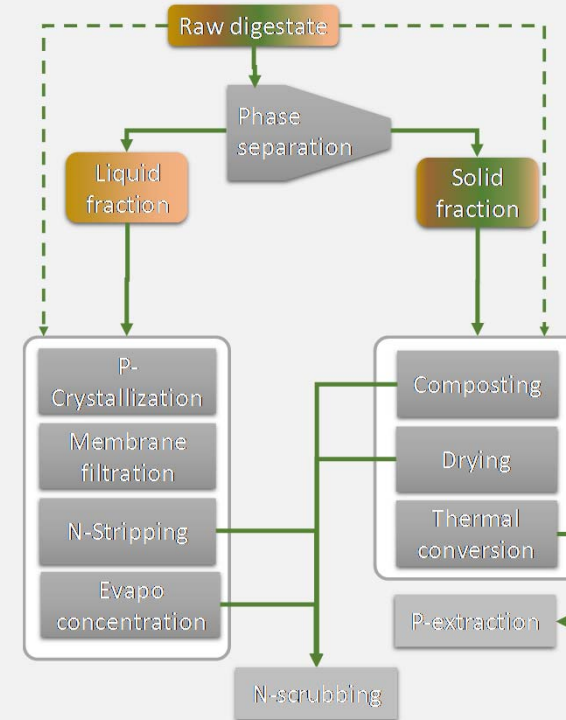 Raw digestate
Phase
separation
Liquid
fraction
Solid
fraction
P-
Crystallization
Membrane
filtration
N-Stripping
Evapo
concentration
Composting
Drying
Thermal
conversion
P-extraction
N-scrubbing